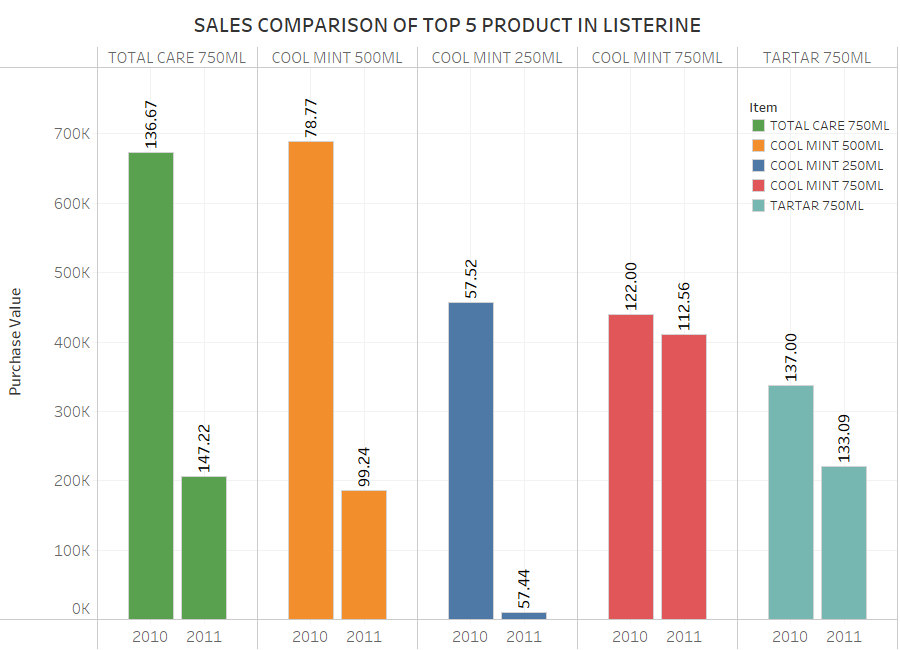 SALES COMPARISON OF TOP 5 PRODUCT IN LISTERINE
TOTAL CARE 750ML COOL MINT 500ML COOL MINT 250ML COOL MINT 750ML TARTAR 750ML
Item
TOTAL CARE 750ML
COOL MINT 500ML
COOL MINT 250ML
COOL MINT 750ML
TARTAR 750ML
Purchase Value
700K
600K
500K
400K
300K
200K
100K
0K
136.67
147.22
78.77
99.24
57.52
57.44
122.00
112.56
137.00
133.09
2010 2011 2010 2011 2010 2011 2010 2011 2010 2011